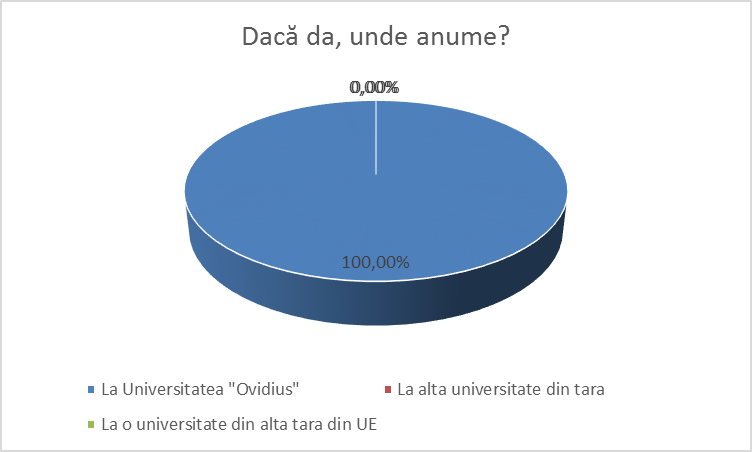 Dacă da, unde anume?
0,00%
100,00%
La Universitatea "Ovidius"
La alta universitate din tara
La o universitate din alta tara din UE